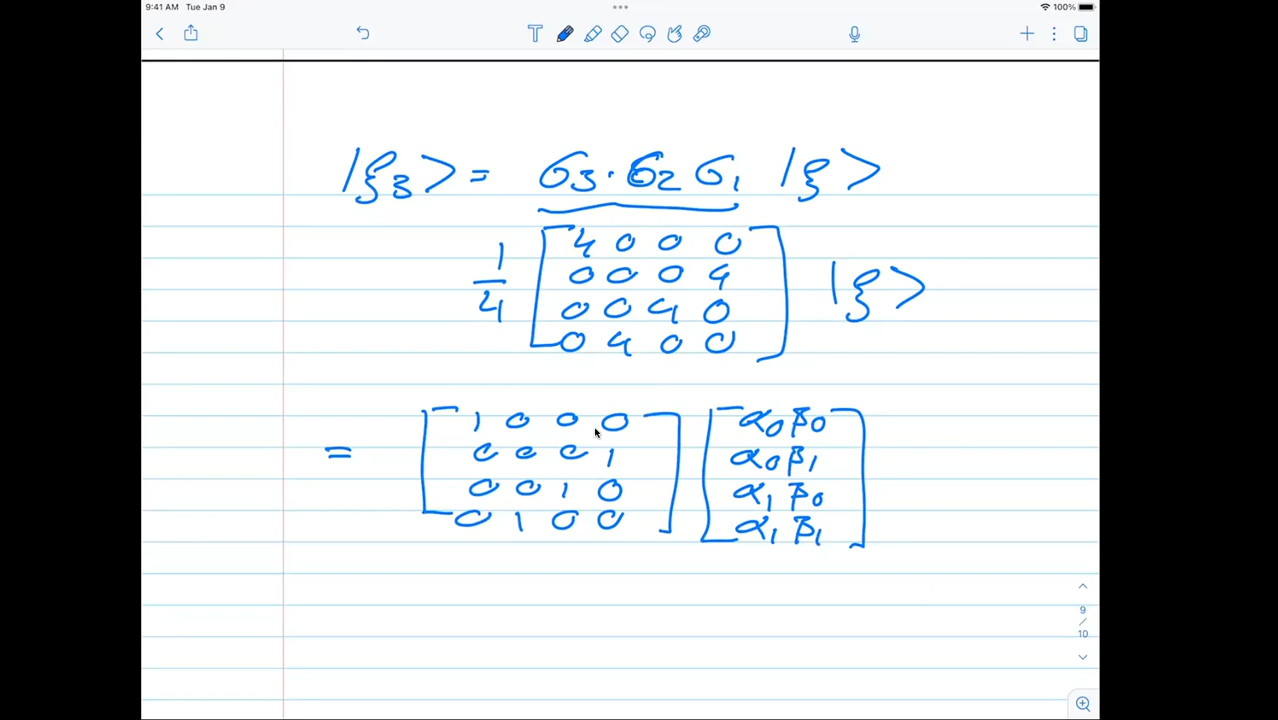 9:41 AM Tue Jan 9
100%
|ξ₃> = σ₃·σ₂ σ₁ |ξ>
1/4 [4 0 0 0
0 0 0 4
0 0 4 0
0 4 0 0] |ξ>
= [1 0 0 0
0 0 0 1
0 0 1 0
0 1 0 0] [α₀β₀
α₀β₁
α₁β₀
α₁β₁]
9
/
10